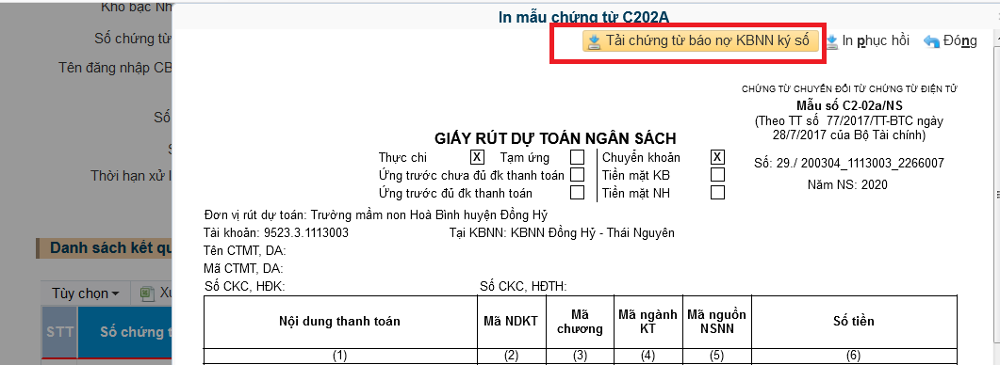 Kho bạc Nh
In mẫu chứng từ C202A
Số chứng từ
Tải chứng từ báo nợ KBNN ký số In phục hồi Đóng
Tên đăng nhập CB
CHỨNG TỪ CHUYỂN ĐỔI TỪ CHỨNG TỪ ĐIỆN TỬ
Mẫu số C2-02a/NS
Số
(Theo TT số 77/2017/TT-BTC ngày
28/7/2017 của Bộ Tài chính)
GIẤY RÚT DỰ TOÁN NGÂN SÁCH
Thực chi X Tạm ứng Chuyển khoản X
Số: 29./ 200304_1113003_2266007
Thời hạn xử l
Ứng trước chưa đủ đk thanh toán Tiền mặt KB
Năm NS: 2020
Ứng trước đủ đk thanh toán Tiền mặt NH
Đơn vị rút dự toán: Trường mầm non Hoà Bình huyện Đồng Hỷ
Tài khoản: 9523.3.1113003 Tại KBNN: KBNN Đồng Hỷ - Thái Nguyên
Danh sách kết qu
Tên CTMT, DA:
Mã CTMT, DA:
Số CKC, HĐK: Số CKC, HĐTH:
Tùy chọn Xu
STT Số chứng t
Nội dung thanh toán Mã NDKT Mã chương Mã ngành KT Mã nguồn NSNN Số tiền
(1) (2) (3) (4) (5) (6)